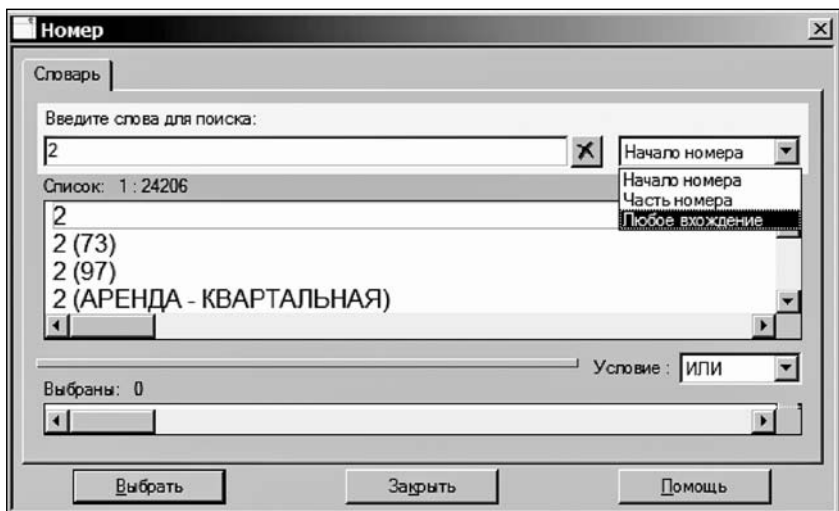 Номер
Словарь
Введите слова для поиска:
2
Начало номера
Список: 1 : 24206
Начало номера
Часть номера
Любое вхождение
2
2 (73)
2 (97)
2 (АРЕНДА - КВАРТАЛЬНАЯ)
Условие : ИЛИ
Выбраны: 0
Выбрать Закрыть Помощь